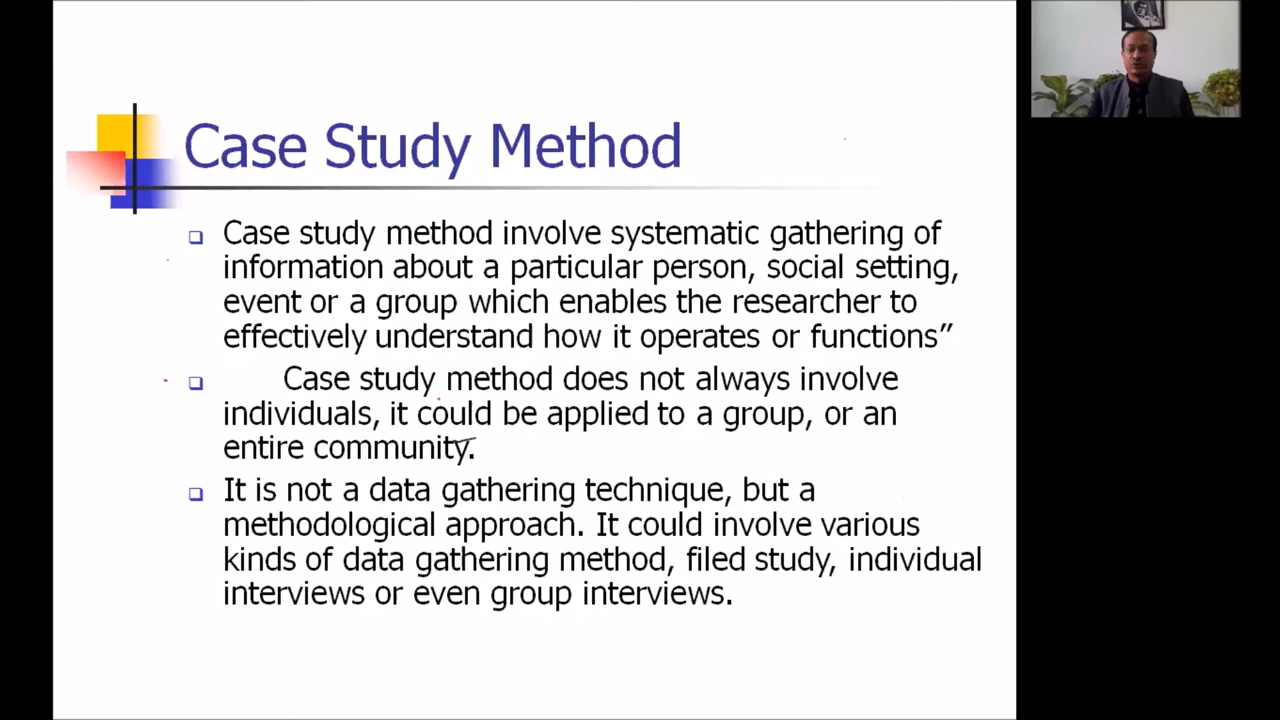 Case Study Method
Case study method involve systematic gathering of
information about a particular person, social setting,
event or a group which enables the researcher to
effectively understand how it operates or functions”
Case study method does not always involve
individuals, it could be applied to a group, or an
entire community.
It is not a data gathering technique, but a
methodological approach. It could involve various
kinds of data gathering method, filed study, individual
interviews or even group interviews.